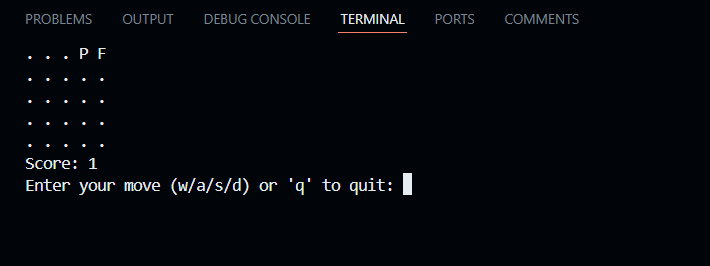 PROBLEMS OUTPUT DEBUG CONSOLE TERMINAL PORTS COMMENTS
. . . P F
. . . . .
. . . . .
. . . . .
. . . . .
Score: 1
Enter your move (w/a/s/d) or 'q' to quit: